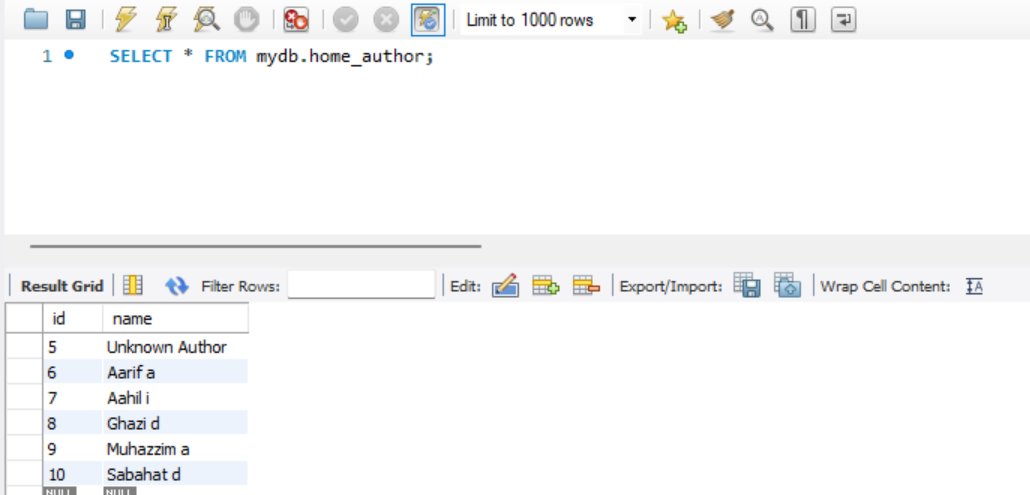 Limit to 1000 rows
1 SELECT * FROM mydb.home_author;
Result Grid Filter Rows: Edit: Export/Import: Wrap Cell Content: IA
id name
5 Unknown Author
6 Aarif a
7 Aahil i
8 Ghazi d
9 Muhazzim a
10 Sabahat d
NULL NULL